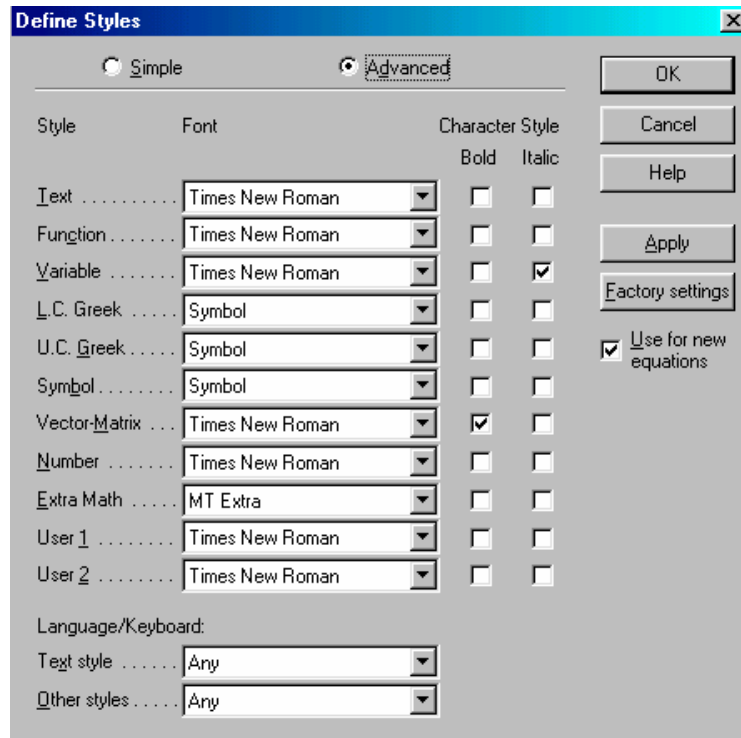 Define Styles
Simple Advanced OK
Style Font Character Style Cancel
Bold Italic Help
Text .......... Times New Roman
Function....... Times New Roman Apply
Variable ....... Times New Roman Factory settings
L.C. Greek ..... Symbol Use for new
U.C. Greek..... Symbol equations
Symbol........ Symbol
Vector-Matrix ... Times New Roman
Number ....... Times New Roman
Extra Math ..... MT Extra
User 1 ........ Times New Roman
User 2 ........ Times New Roman
Language/Keyboard:
Text style ...... Any
Other styles..... Any